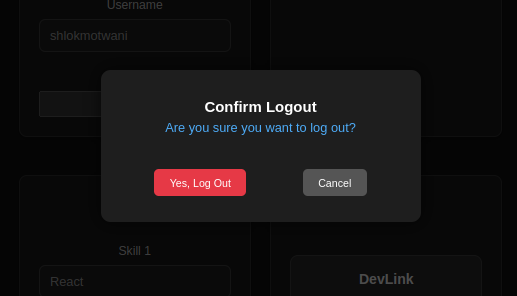 Username
shlokmotwani
Confirm Logout
Are you sure you want to log out?
Yes, Log Out
Cancel
Skill 1
React
DevLink